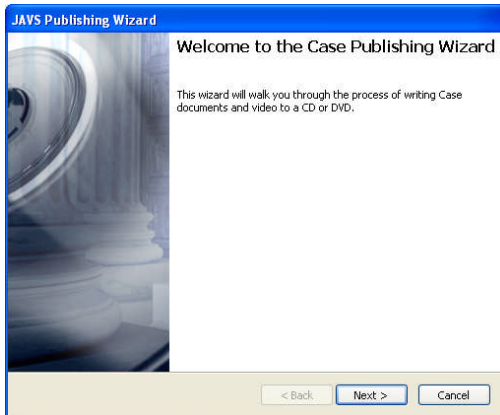 JAVS Publishing Wizard
Welcome to the Case Publishing Wizard
This wizard will walk you through the process of writing Case
documents and video to a CD or DVD.
< Back Next > Cancel